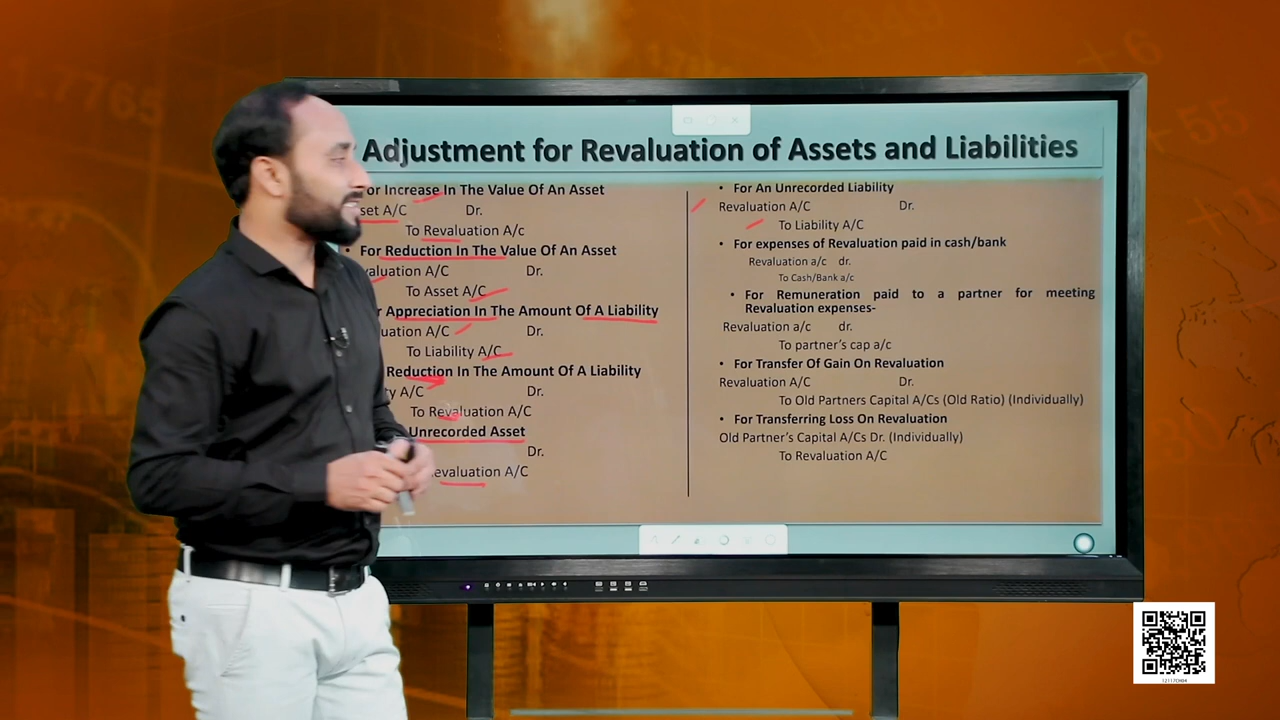 Adjustment for Revaluation of Assets and Liabilities
or Increase In The Value Of An Asset
set A/C Dr.
To Revaluation A/c
• For Reduction In The Value Of An Asset
valuation A/C Dr.
To Asset A/C
r Appreciation In The Amount Of A Liability
uation A/C Dr.
To Liability A/C
Reduction In The Amount Of A Liability
ty A/C Dr.
To Revaluation A/C
Unrecorded Asset
Dr.
evaluation A/C
• For An Unrecorded Liability
Revaluation A/C Dr.
To Liability A/C
• For expenses of Revaluation paid in cash/bank
Revaluation a/c dr.
To Cash/Bank a/c
• For Remuneration paid to a partner for meeting
Revaluation expenses-
Revaluation a/c dr.
To partner's cap a/c
• For Transfer Of Gain On Revaluation
Revaluation A/C Dr.
To Old Partners Capital A/Cs (Old Ratio) (Individually)
• For Transferring Loss On Revaluation
Old Partner's Capital A/Cs Dr. (Individually)
To Revaluation A/C
12117CH04